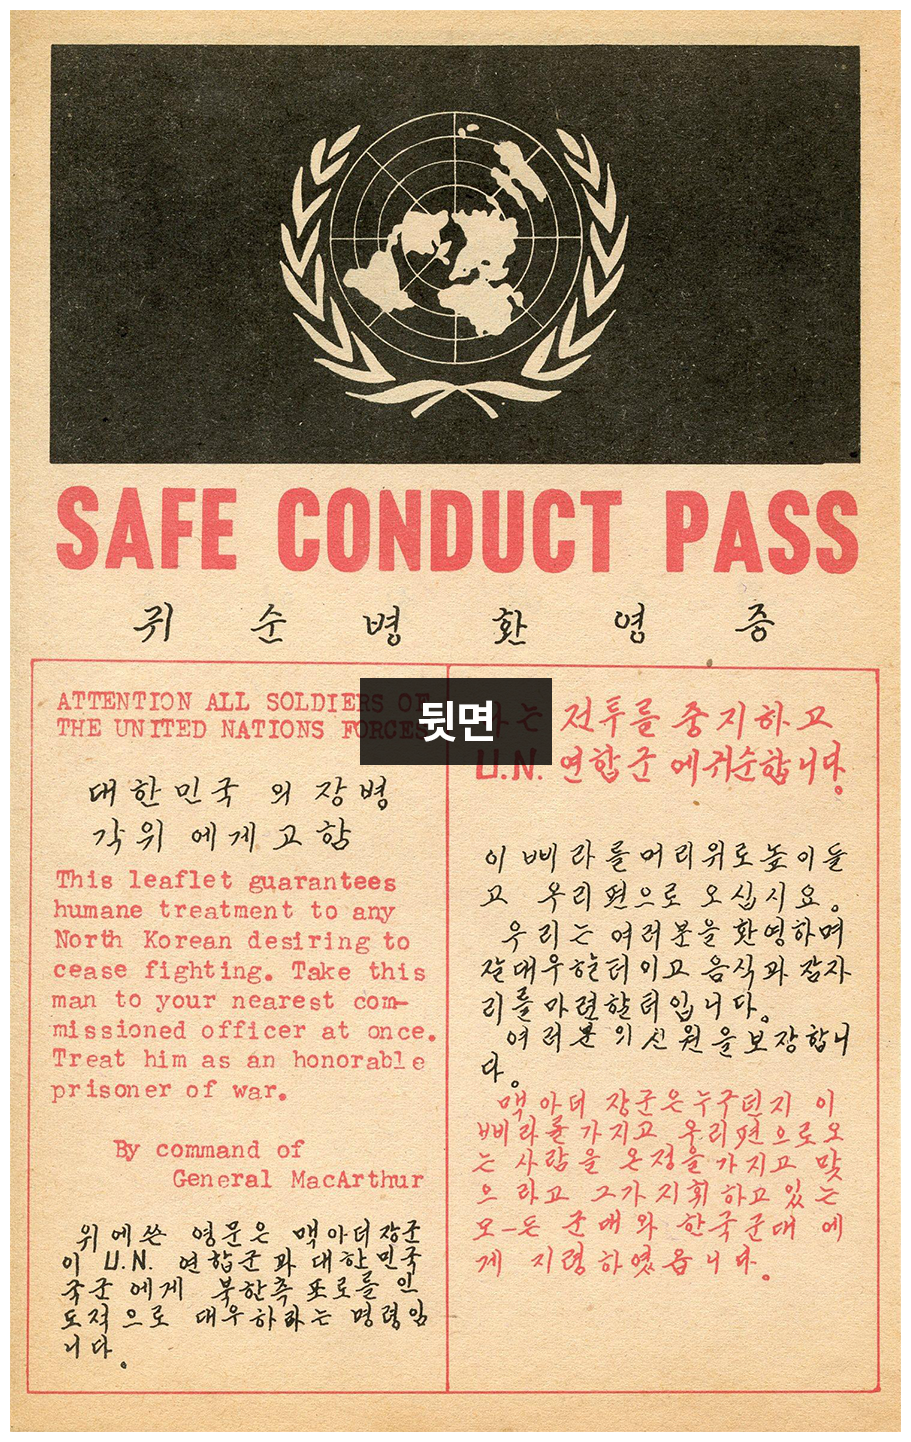 SAFE CONDUCT PASS
귀순병환영증
ATTENTION ALL SOLDIERS OF
THE UNITED NATIONS FORCES
대한민국 의 장병
각위 에게고함
This leaflet guarantees
humane treatment to any
North Korean desiring to
cease fighting. Take this
man to your nearest com-
missioned officer at once.
Treat him as an honorable
prisoner of war.
By command of
General MacArthur
위에쓴 영문은 맥아더장군
이 U.N. 연합군과 대한민국
국군 에게 북한측 포로를 인
도적으로 대우하라는 명령임
니다.
뒷면
는 전투를 중지하고
U.N. 연합군 에귀순합니다.
이 삐라를머리위로높이들
고 우리편으로 오십시요.
우리는 여러분을 환영하며
잘대우할터이고 음식과 잠자
리를 마련할터입니다.
여러분의신원을보장합니
다.
맥아더 장군은누구던지 이
삐라를가지고 우리편으로오
는 사람을 온정을가지고 맞
으라고 그가지휘하고있는
모–든 군대와 한국군대 에
게 지령하였읍니다.